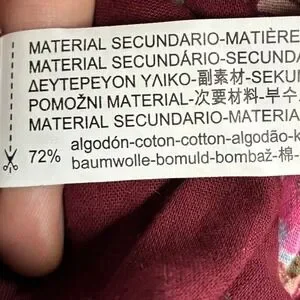 MATERIAL SECUNDARIO-MATIÈRE
MATERIAL SECUNDÁRIO-SECUNDA
ΔΕΥΤΕΡΕΥΟΝ ΥΛΙΚΟ-副素材-SEKUN
POMOŽNI MATERIAL-次要材料-부수
MATERIAL SECUNDARIO-MATERIA
72% algodón-coton-cotton-algodão-k
baumwolle-bomuld-bombaž-棉-